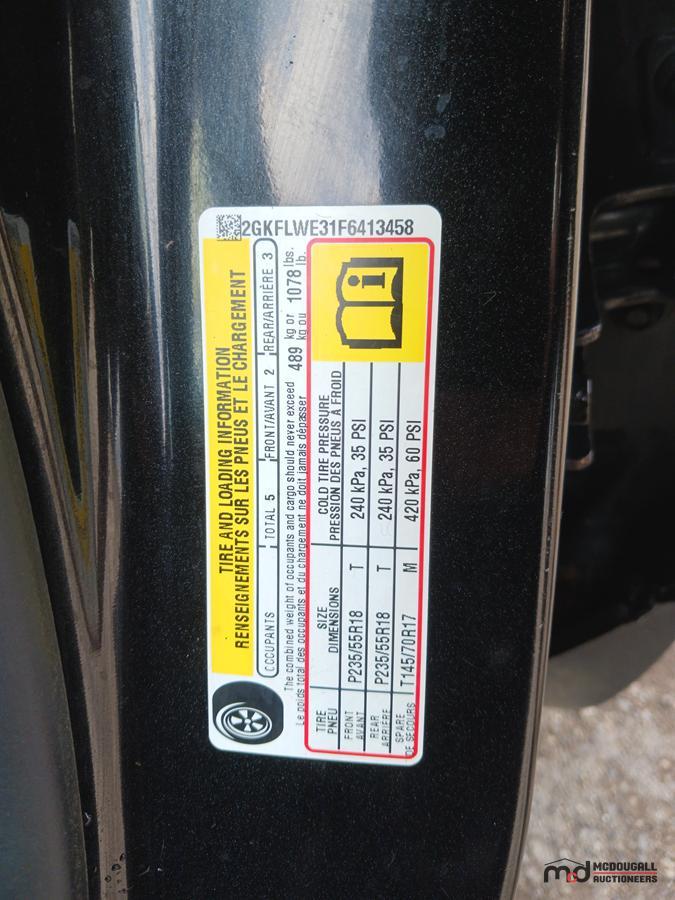 2GKFLWE31F6413458
TIRE AND LOADING INFORMATION
RENSEIGNEMENTS SUR LES PNEUS ET LE CHARGEMENT
OCCUPANTS TOTAL 5 FRONT/AVANT 2 REAR/ARRIÈRE 3
The combined weight of occupants and cargo should never exceed 489 kg or 1078 lbs.
Le poids total des occupants et du chargement ne doit jamais dépasser kg ou lb.
TIRE SIZE COLD TIRE PRESSURE
PNEU DIMENSIONS PRESSION DES PNEUS À FROID
FRONT P235/55R18 T 240 kPa, 35 PSI
AVANT
REAR P235/55R18 T 240 kPa, 35 PSI
ARRIÈRE
SPARE T145/70R17 M 420 kPa, 60 PSI
DE SECOURS
i
md MCDOUGALL
AUCTIONEERS